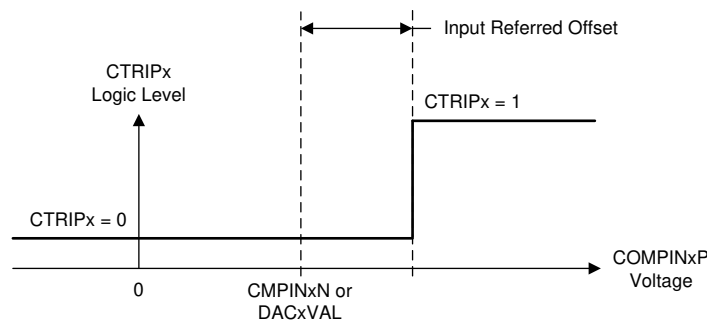 Input Referred Offset
CTRIPx
Logic Level
CTRIPx = 1
CTRIPx = 0
COMPINxP
Voltage
0
CMPINxN or
DACxVAL